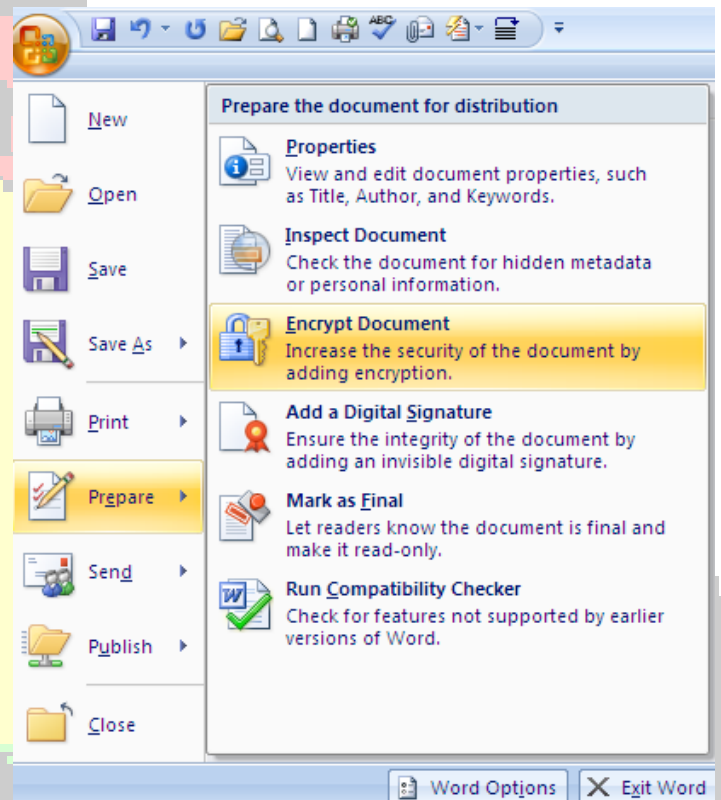 ABC
New
Open
Save
Save As
Print
Prepare
Send
Publish
Close
Prepare the document for distribution
Properties
View and edit document properties, such
as Title, Author, and Keywords.
Inspect Document
Check the document for hidden metadata
or personal information.
Encrypt Document
Increase the security of the document by
adding encryption.
Add a Digital Signature
Ensure the integrity of the document by
adding an invisible digital signature.
Mark as Final
Let readers know the document is final and
make it read-only.
Run Compatibility Checker
Check for features not supported by earlier
versions of Word.
Word Options
Exit Word